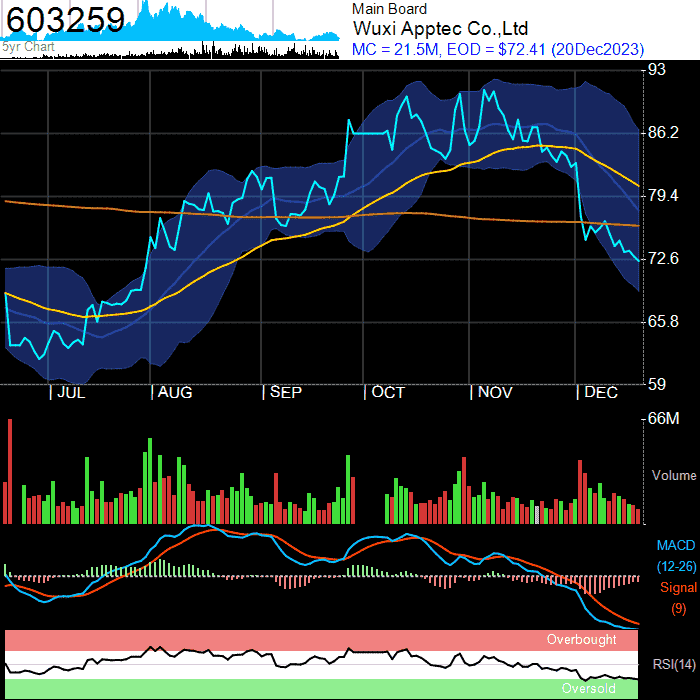 603259
5yr Chart
Main Board
Wuxi Apptec Co.,Ltd
MC = 21.5M, EOD = $72.41 (20Dec2023)
93
86.2
79.4
72.6
65.8
59
JUL
AUG
SEP
OCT
NOV
DEC
66M
Volume
MACD
(12-26)
Signal
(9)
Overbought
RSI(14)
Oversold